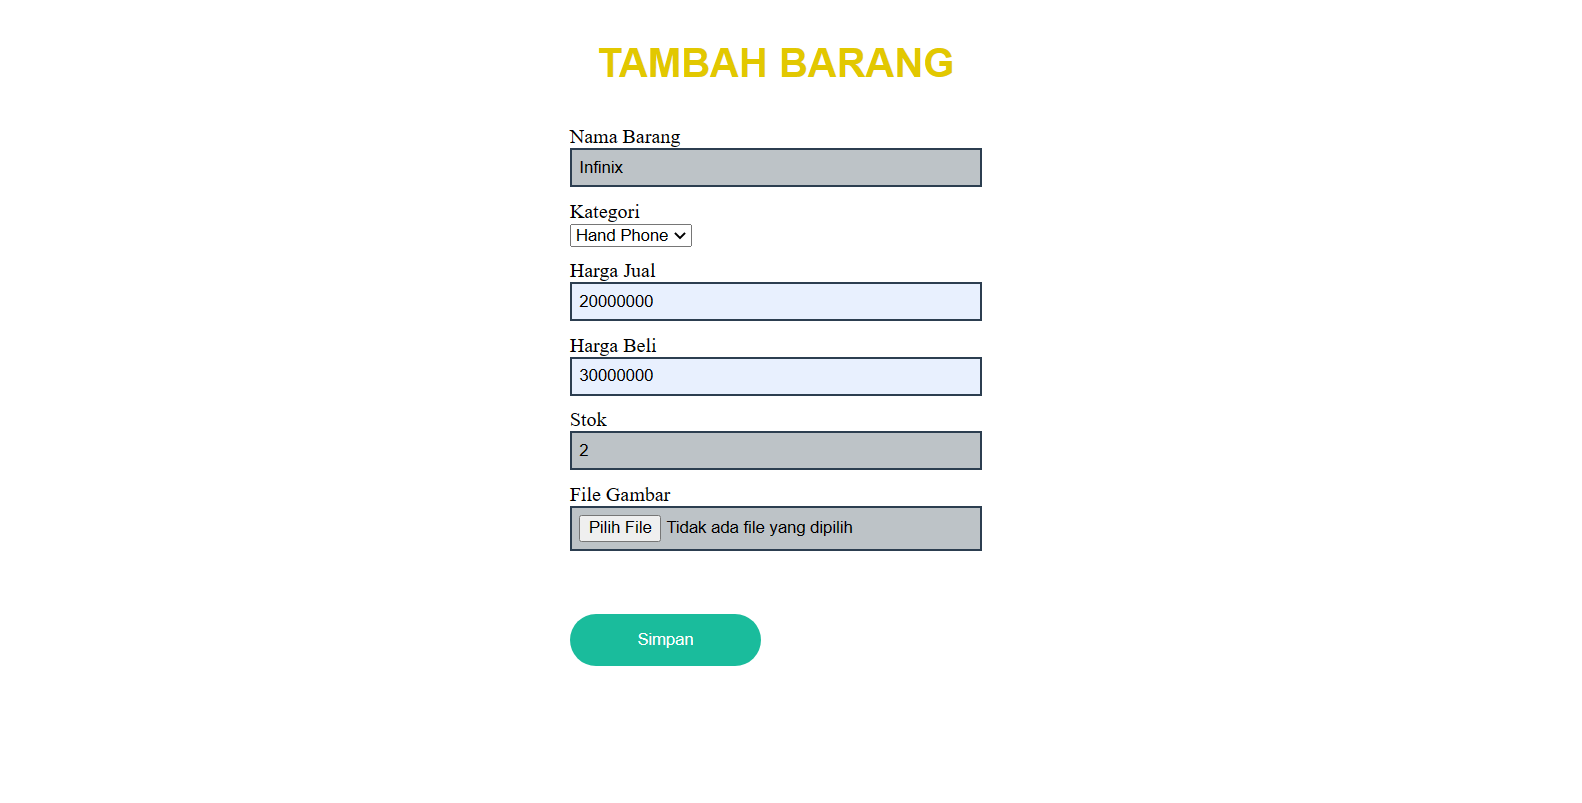 TAMBAH BARANG
Nama Barang
Infinix
Kategori
Hand Phone
Harga Jual
20000000
Harga Beli
30000000
Stok
2
File Gambar
Pilih File Tidak ada file yang dipilih
Simpan